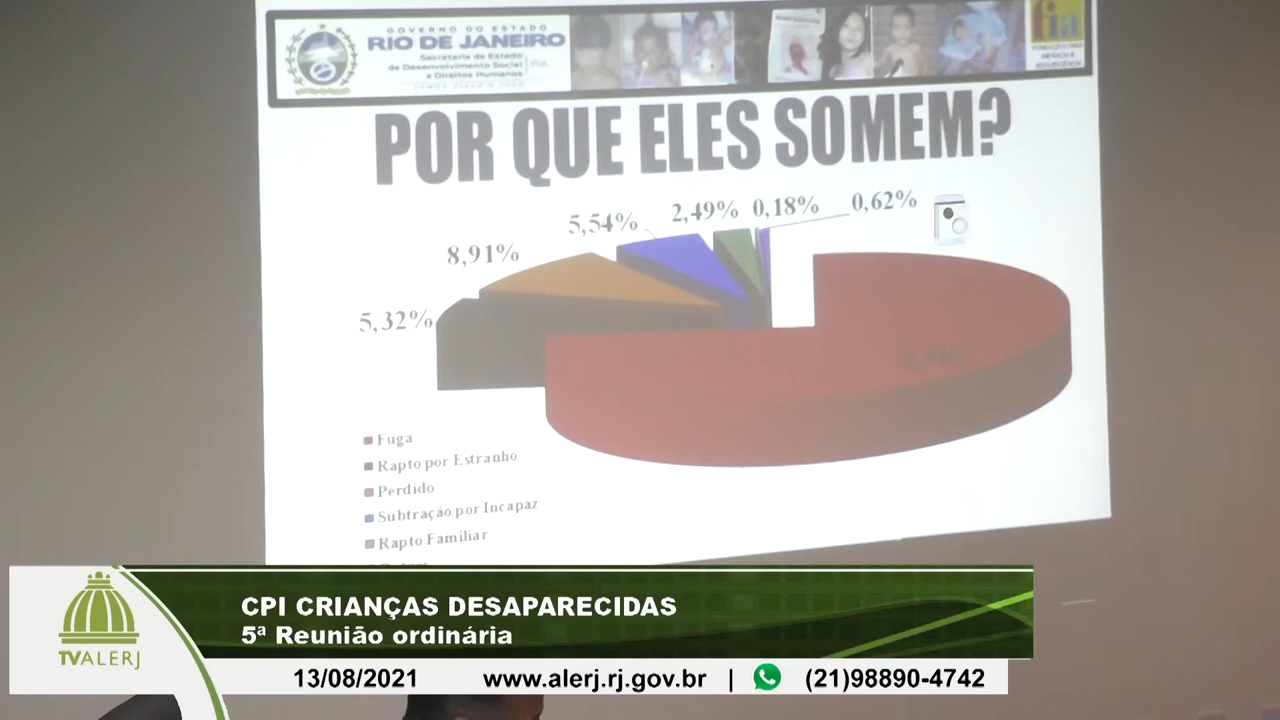 GOVERNO DO ESTADO
RIO DE JANEIRO
Secretaria de Estado
de Desenvolvimento Social
e Direitos Humanos
FIA
fia
POR QUE ELES SOMEM?
5,54%
2,49%
0,18%
0,62%
8,91%
5,32%
Fuga
Rapto por Estranho
Perdido
Subtração por Incapaz
Rapto Familiar
CPI CRIANÇAS DESAPARECIDAS
5ª Reunião ordinária
TVALERJ
13/08/2021
www.alerj.rj.gov.br | (21)98890-4742